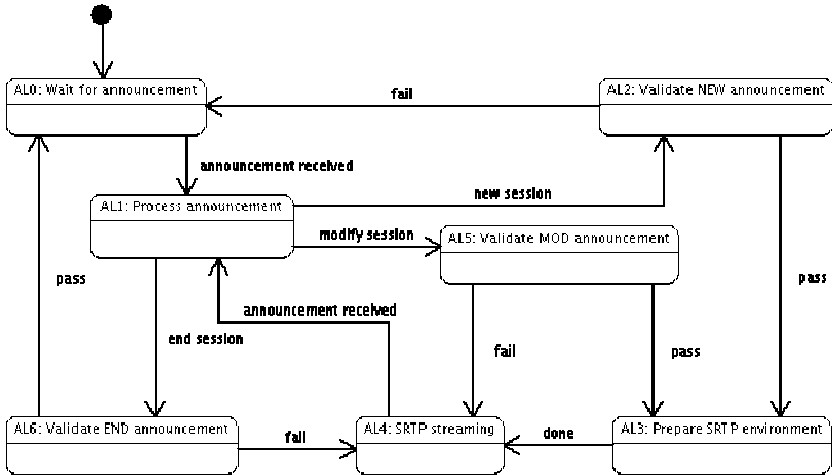 AL0: Wait for announcement
AL2: Validate NEW announcement
fail
announcement received
AL1: Process announcement
new session
modify session
AL5: Validate MOD announcement
pass
pass
announcement received
end session
fail
pass
AL6: Validate END announcement
AL4: SRTP streaming
AL3: Prepare SRTP environment
fail
done